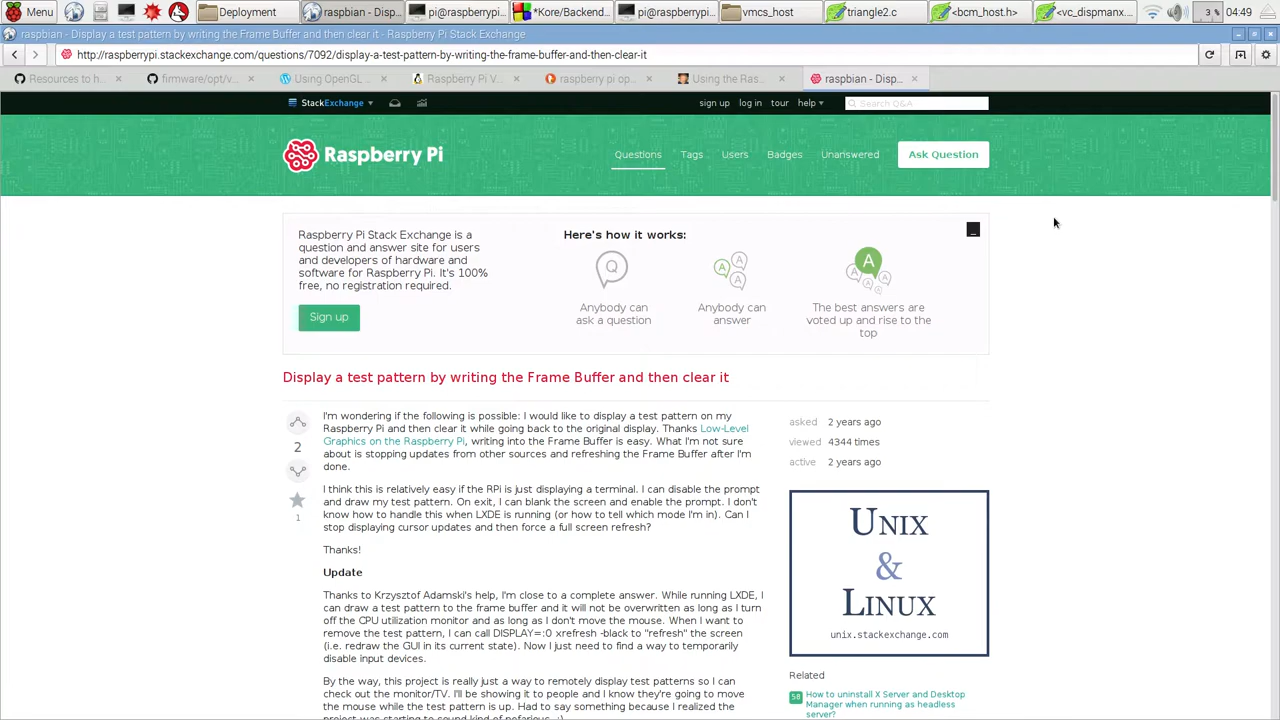 Menu
Deployment
raspbian - Disp...
pi@raspberrypi...
*Kore/Backend...
pi@raspberrypi...
vmcs_host
triangle2.c
<bcm_host.h>
<vc_dispmanx...
3 %
04:49
raspbian - Display a test pattern by writing the Frame Buffer and then clear it - Raspberry Pi Stack Exchange
http://raspberrypi.stackexchange.com/questions/7092/display-a-test-pattern-by-writing-the-frame-buffer-and-then-clear-it
Resources to h...
firmware/opt/v...
Using OpenGL ...
Raspberry Pi V...
raspberry pi op...
Using the Ras...
raspbian - Disp...
StackExchange
sign up log in tour help
Search Q&A
Raspberry Pi
Questions Tags Users Badges Unanswered Ask Question
Raspberry Pi Stack Exchange is a
question and answer site for users
and developers of hardware and
software for Raspberry Pi. It's 100%
free, no registration required.
Sign up
Here's how it works:
Q
Anybody can
ask a question
A
A
A
Anybody can
answer
A
A
A
A
A
The best answers are
voted up and rise to the
top
Display a test pattern by writing the Frame Buffer and then clear it
2
1
I'm wondering if the following is possible: I would like to display a test pattern on my
Raspberry Pi and then clear it while going back to the original display. Thanks Low-Level
Graphics on the Raspberry Pi, writing into the Frame Buffer is easy. What I'm not sure
about is stopping updates from other sources and refreshing the Frame Buffer after I'm
done.
I think this is relatively easy if the RPi is just displaying a terminal. I can disable the prompt
and draw my test pattern. On exit, I can blank the screen and enable the prompt. I don't
know how to handle this when LXDE is running (or how to tell which mode I'm in). Can I
stop displaying cursor updates and then force a full screen refresh?
Thanks!
Update
Thanks to Krzysztof Adamski's help, I'm close to a complete answer. While running LXDE, I
can draw a test pattern to the frame buffer and it will not be overwritten as long as I turn
off the CPU utilization monitor and as long as I don't move the mouse. When I want to
remove the test pattern, I can call DISPLAY=:0 xrefresh -black to "refresh" the screen
(i.e. redraw the GUI in its current state). Now I just need to find a way to temporarily
disable input devices.
By the way, this project is really just a way to remotely display test patterns so I can
check out the monitor/TV. I'll be showing it to people and I know they're going to move
the mouse while the test pattern is up. Had to say something because I realized the
project was starting to sound kind of nefarious. :)
asked 2 years ago
viewed 4344 times
active 2 years ago
UNIX
&
LINUX
unix.stackexchange.com
Related
58
How to uninstall X Server and Desktop
Manager when running as headless
server?